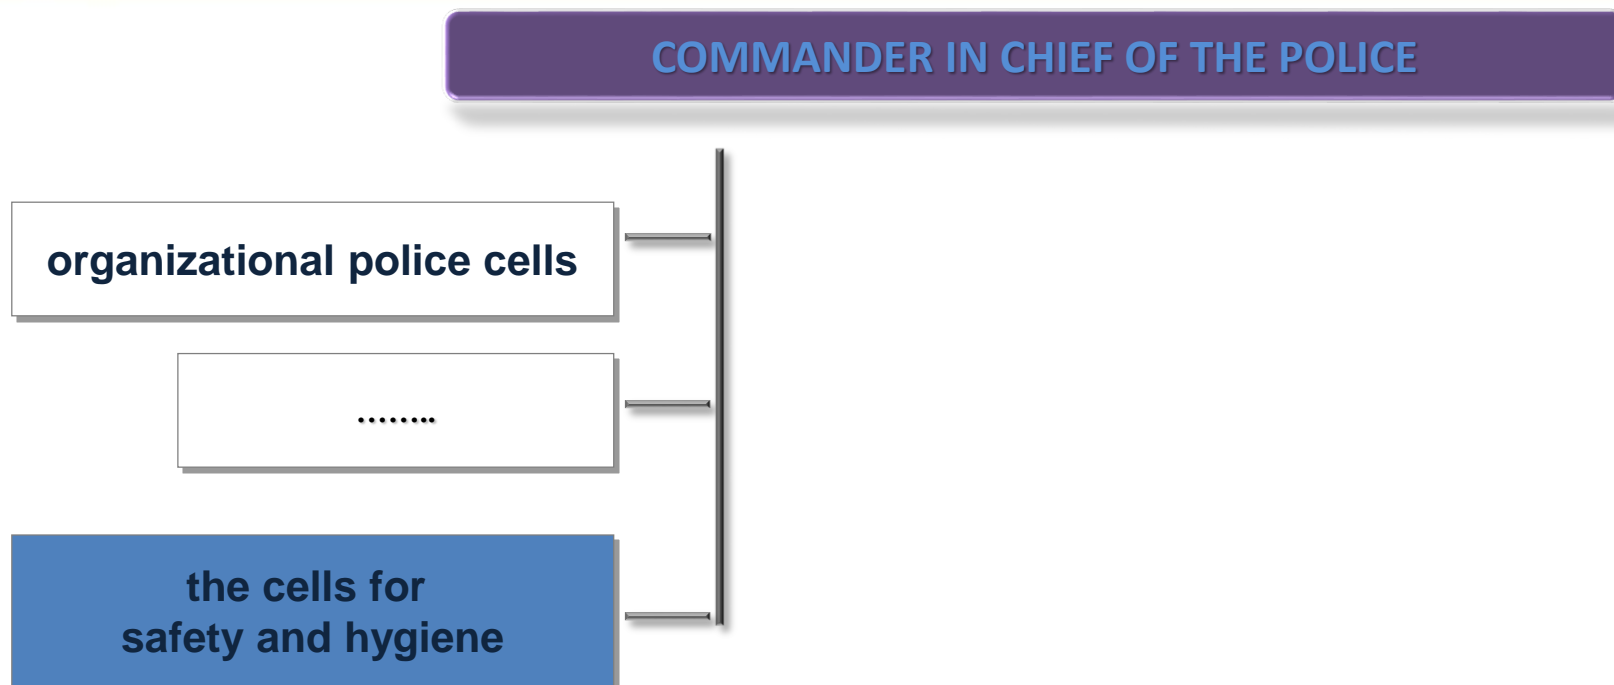 COMMANDER IN CHIEF OF THE POLICE
organizational police cells
........
the cells for
safety and hygiene